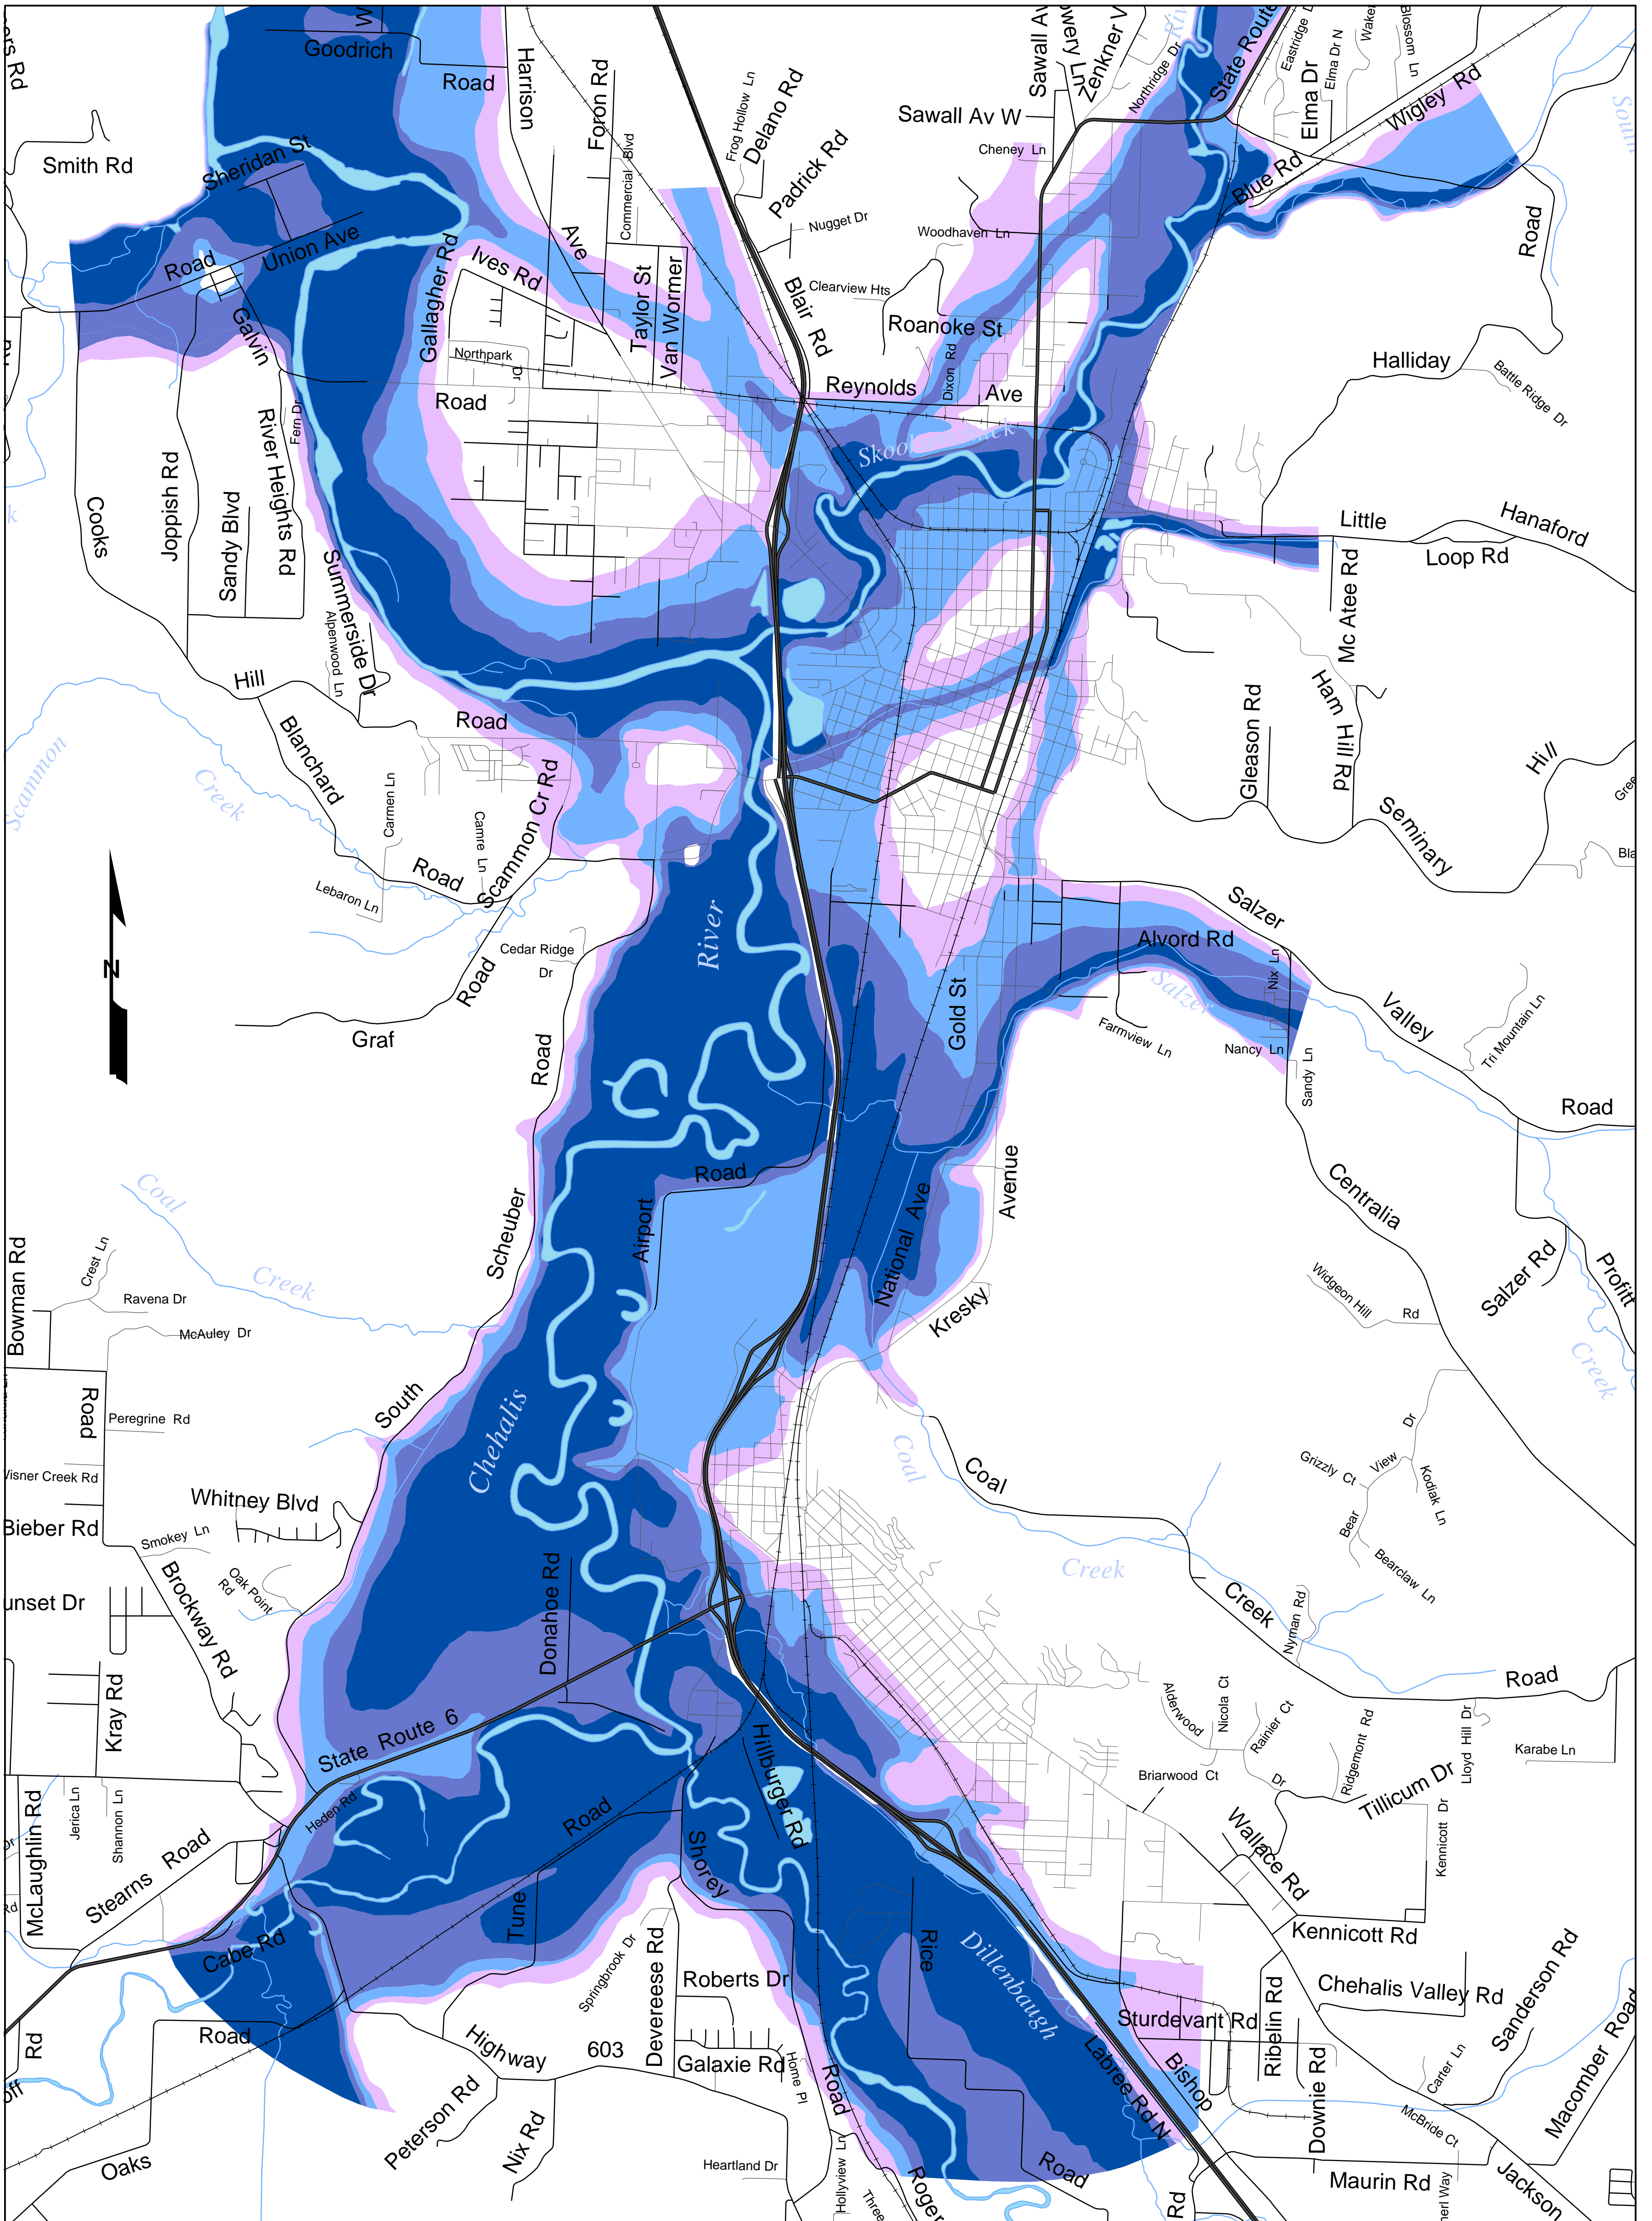 Goodrich
Road
Harrison
Ave
Foron Rd
Commercial Blvd
Frog Hollow Ln
Delano Rd
Padrick Rd
Nugget Dr
Sawall Av W
Cheney Ln
Northridge Dr
State Route
Elma Dr
Elma Dr N
Blossom Ln
Wigley Rd
Blue Rd
Smith Rd
Sheridan St
Union Ave
Road
Galvin
Gallagher Rd
Ives Rd
Taylor St
Van Wormer
Blair Rd
Clearview Hts
Woodhaven Ln
Roanoke St
Dixon Rd
Reynolds
Ave
Northpark
Dr
Road
Road
Halliday
Battle Ridge Dr
South
Cooks
Joppish Rd
Sandy Blvd
River Heights Rd
Fern Dr
Summerside Dr
Alpenwood Ln
Little
Hanaford
Loop Rd
Mc Atee Rd
Hill
Road
Blanchard
Road
Scammon
Creek
Carmen Ln
Camre Ln
Lebaron Ln
Scammon Cr Rd
Gleason Rd
Ham Hill Rd
Seminary
Hill
Cedar Ridge
Dr
River
Salzer
Alvord Rd
Nix Ln
Salzer
Valley
Tri Mountain Ln
Road
N
Graf
Road
Road
Gold St
Farmview Ln
Nancy Ln
Sandy Ln
Coal
Creek
Scheuber
Road
Airport
National Ave
Avenue
Kresky
Centralia
Widgeon Hill
Rd
Salzer Rd
Profitt
Creek
Bowman Rd
Crest Ln
Ravena Dr
McAuley Dr
Road
Peregrine Rd
South
Chehalis
Coal
Coal
Creek
Creek
Grizzly Ct
View
Dr
Kodiak Ln
Bear
Bearclaw Ln
Whitney Blvd
Bieber Rd
Smokey Ln
Oak Point
Rd
Brockway Rd
Donahoe Rd
Nyman Rd
Road
Kray Rd
State Route 6
Heden Rd
Hillburger Rd
Alderwood
Nicola Ct
Rainier Ct
Ridgemont Rd
Lloyd Hill Dr
Karabe Ln
Briarwood Ct
Dr
Tillicum Dr
McLaughlin Rd
Jerica Ln
Shannon Ln
Stearns
Road
Road
Shorey
Tune
Wallace Rd
Kennicott Dr
Kennicott Rd
Cabe Rd
Springbrook Dr
Devereese Rd
Roberts Dr
Rice
Dillenbaugh
Chehalis Valley Rd
Sanderson Rd
Sturdevant Rd
Ribelin Rd
Rd
Road
Highway
603
Galaxie Rd
Home Pl
Road
Labree Rd N
Bishop
Downie Rd
Carter Ln
McBride Ct
Macomber Road
Peterson Rd
Nix Rd
Oaks
Heartland Dr
Hollyview Ln
Three
Roger
Road
Rd
Maurin Rd
Jackson